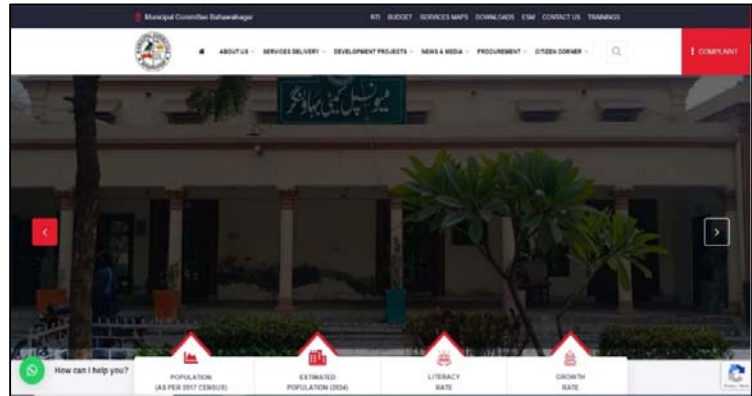 Municipal Committee Bahawalnagar
RTI BUDGET SERVICES MAPS DOWNLOADS ESM CONTACT US TRAININGS
ABOUT US SERVICES DELIVERY DEVELOPMENT PROJECTS NEWS & MEDIA PROCUREMENT CITIZEN CORNER
! COMPLAINT
میونسپل کمیٹی بہاولنگر
How can I help you?
POPULATION
(AS PER 2017 CENSUS)
ESTIMATED
POPULATION (2024)
LITERACY
RATE
GROWTH
RATE